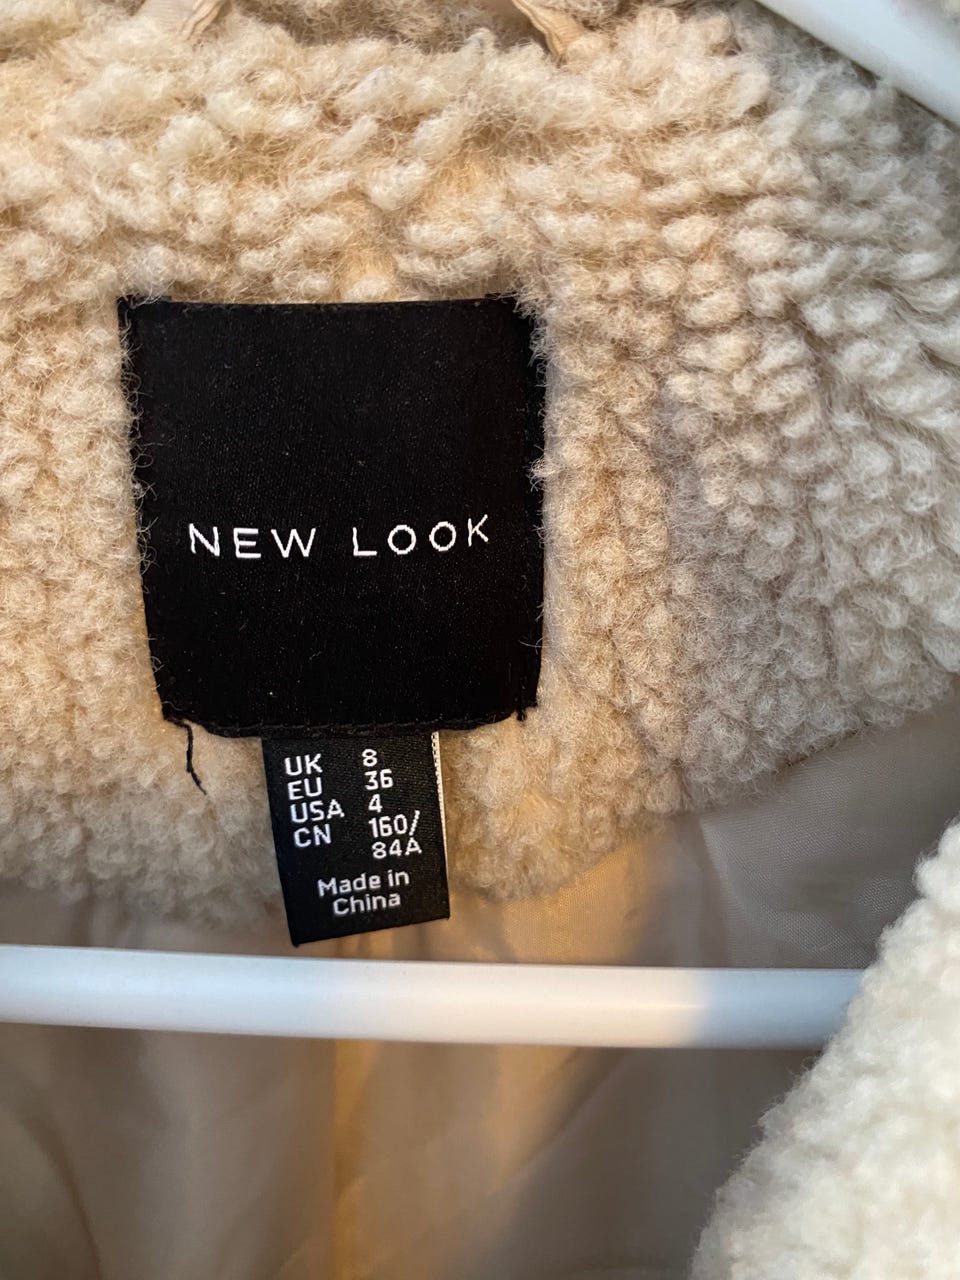 NEW LOOK
UK 8
EU 36
USA 4
CN 160/
84A
Made in
China